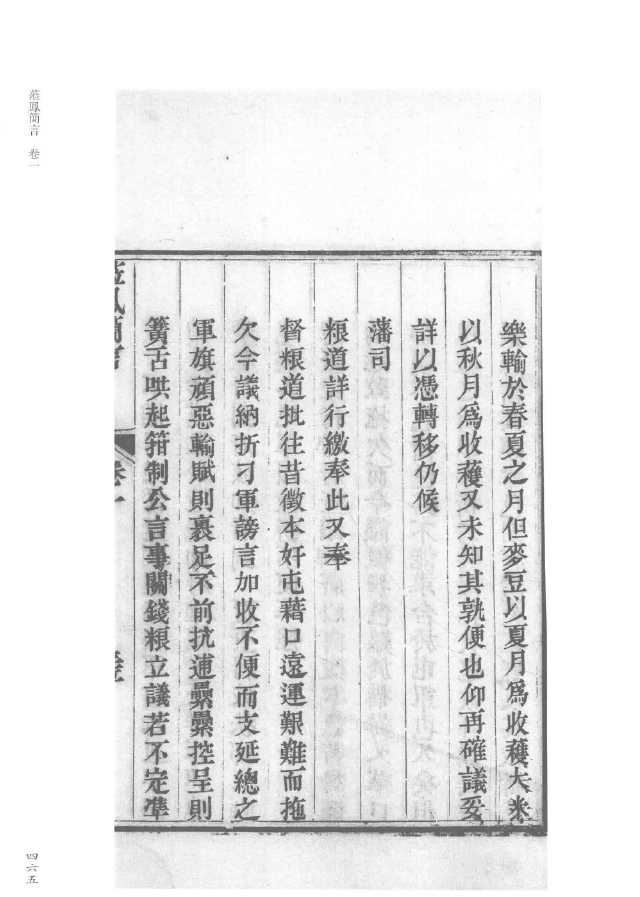 樂輸於春夏之月但麥豆以夏月爲收穫大米
以秋月爲收穫又未知其孰便也仰再確議妥
詳以憑轉移仍候
藩司
粮道詳行繳奉此又奉
督粮道批往昔徵本奸屯藉口遠運艱難而拖
欠今議納折刁軍謗言加收不便而支延總之
軍旗頑惡輸賦則裹足不前抗逋纍纍控呈則
簧舌哄起箝制公言事關錢粮立議若不定準
卷一
簡言 卷一
四六五